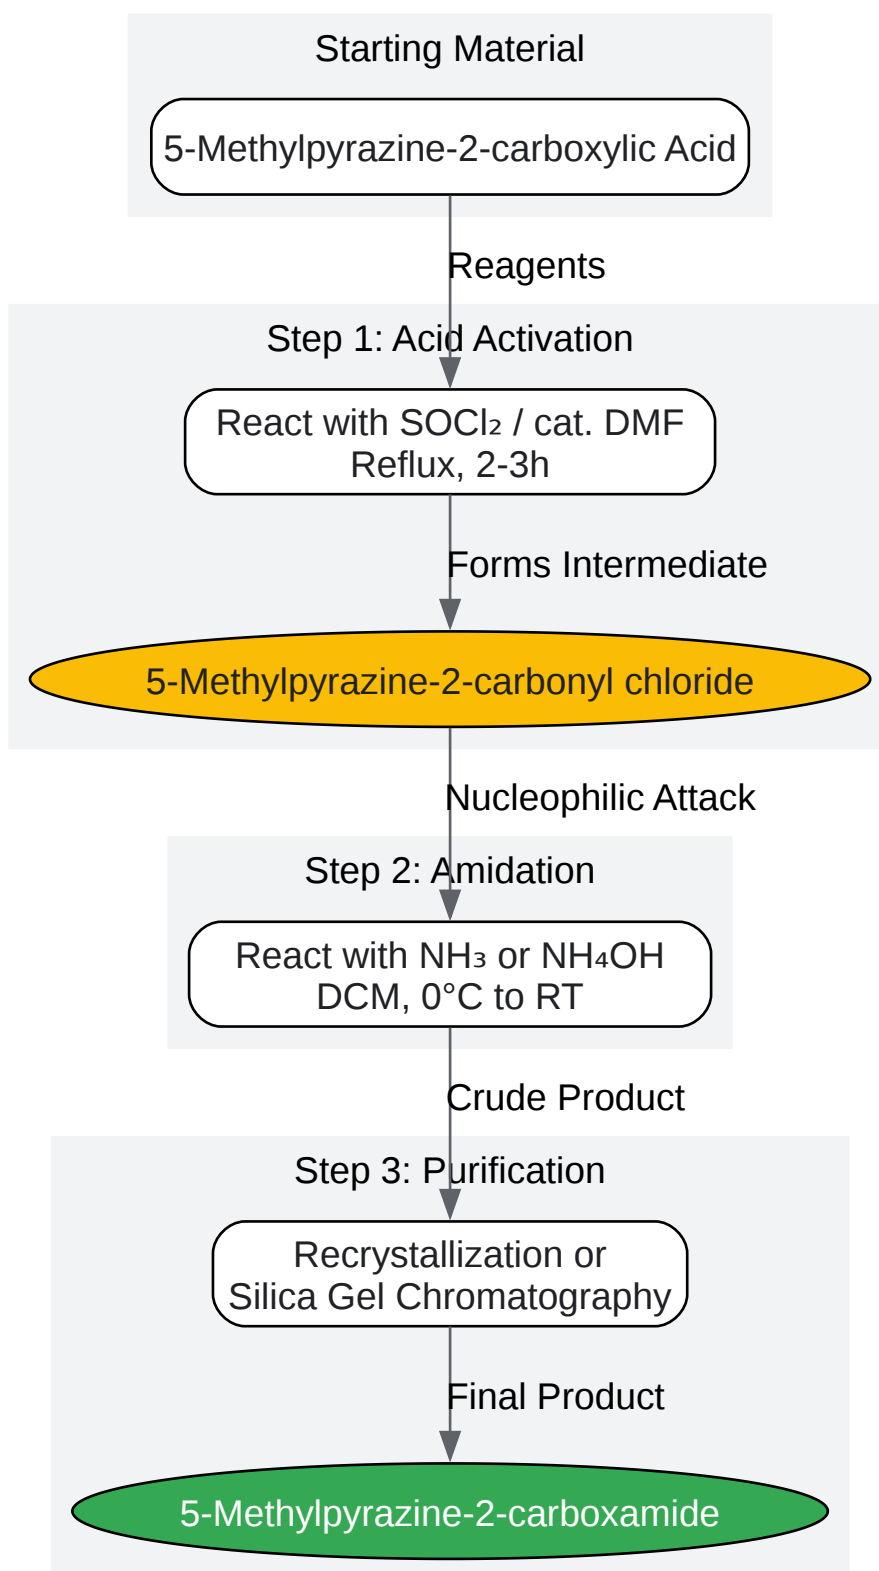 Starting Material
5-Methylpyrazine-2-carboxylic Acid
Reagents
Step 1: Acid Activation
React with SOCl₂ / cat. DMF
Reflux, 2-3h
Forms Intermediate
5-Methylpyrazine-2-carbonyl chloride
Nucleophilic Attack
Step 2: Amidation
React with NH₃ or NH₄OH
DCM, 0°C to RT
Crude Product
Step 3: Purification
Recrystallization or
Silica Gel Chromatography
Final Product
5-Methylpyrazine-2-carboxamide